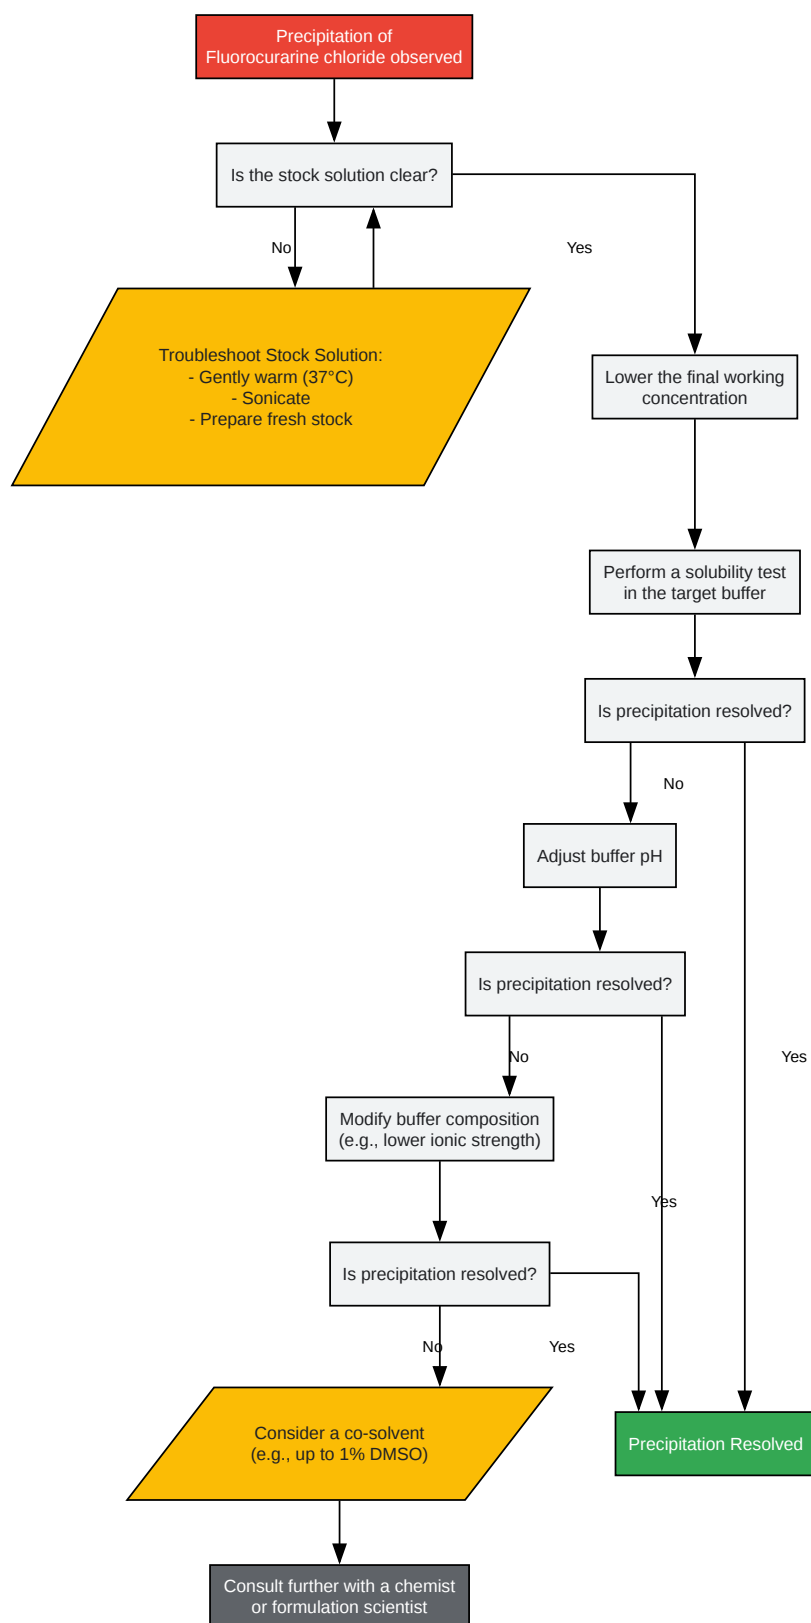 Precipitation of
Fluorocurarine chloride observed
Is the stock solution clear?
No
Yes
Troubleshoot Stock Solution:
- Gently warm (37°C)
- Sonicate
- Prepare fresh stock
Lower the final working
concentration
Perform a solubility test
in the target buffer
Is precipitation resolved?
No
Adjust buffer pH
Is precipitation resolved?
No
Yes
Modify buffer composition
(e.g., lower ionic strength)
Yes
Is precipitation resolved?
No
Yes
Consider a co-solvent
(e.g., up to 1% DMSO)
Precipitation Resolved
Consult further with a chemist
or formulation scientist